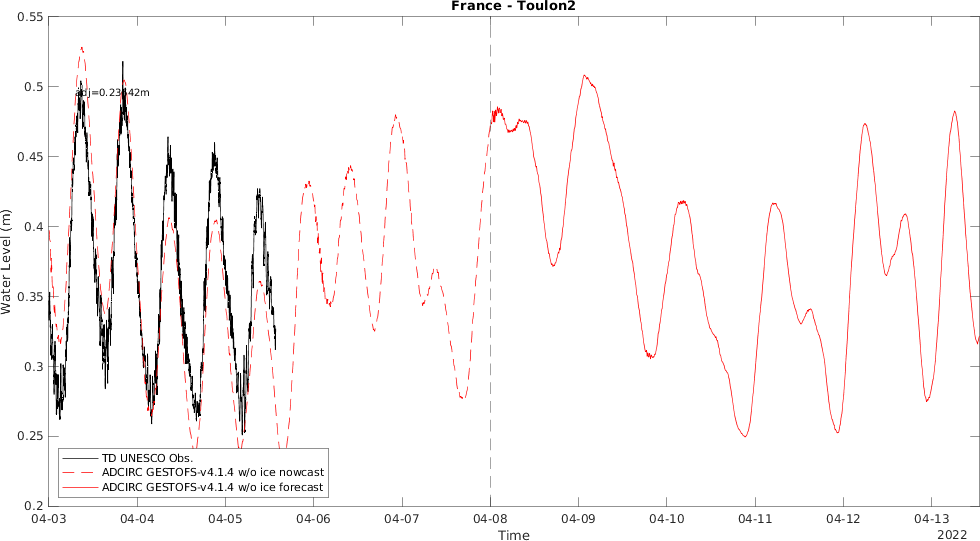 France - Toulon2
0.55
0.5
0.45
0.4
0.35
0.3
0.25
0.2
Water Level (m)
TD UNESCO Obs.
ADCIRC GESTOFS-v4.1.4 w/o ice nowcast
ADCIRC GESTOFS-v4.1.4 w/o ice forecast
04-03 04-04 04-05 04-06 04-07 04-08 04-09 04-10 04-11 04-12 04-13
Time
2022